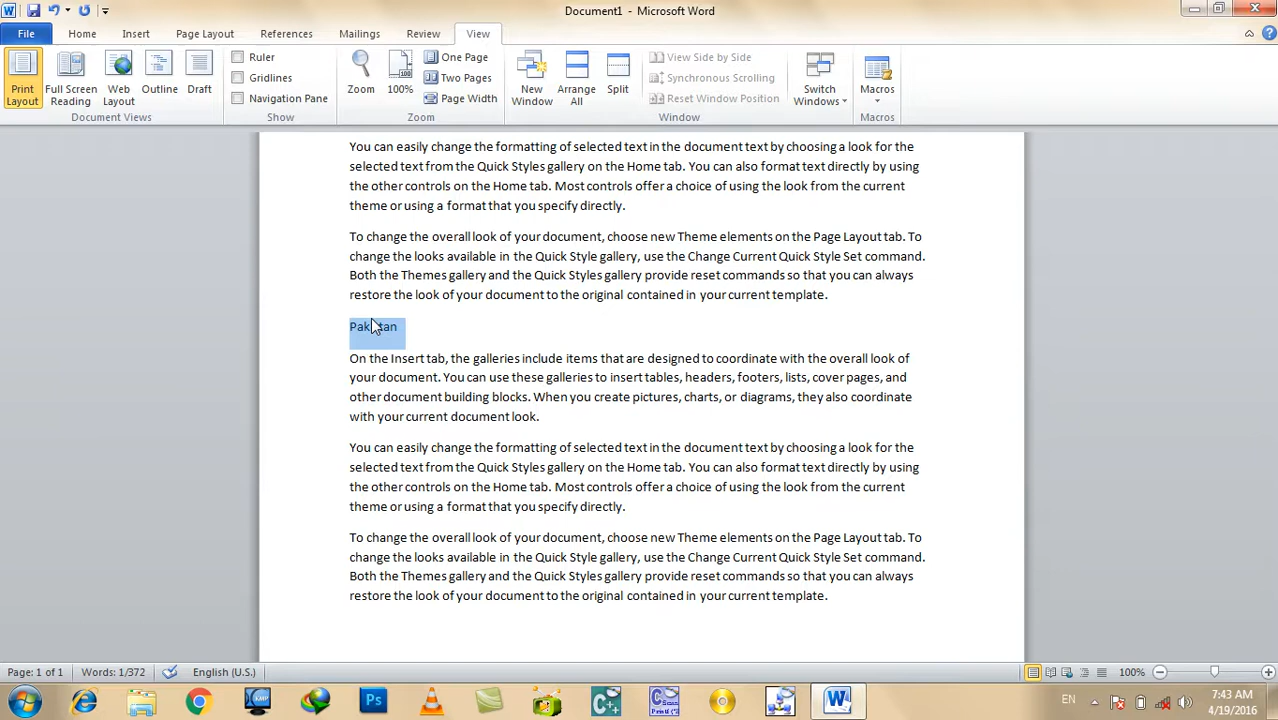 Document1 - Microsoft Word
File Home Insert Page Layout References Mailings Review View
Print Layout
Full Screen Reading
Web Layout
Outline
Draft
Document Views
Ruler
Gridlines
Navigation Pane
Show
Zoom
100%
One Page
Two Pages
Page Width
Zoom
New Window
Arrange All
Split
View Side by Side
Synchronous Scrolling
Reset Window Position
Window
Switch Windows
Macros
Macros
You can easily change the formatting of selected text in the document text by choosing a look for the
selected text from the Quick Styles gallery on the Home tab. You can also format text directly by using
the other controls on the Home tab. Most controls offer a choice of using the look from the current
theme or using a format that you specify directly.
To change the overall look of your document, choose new Theme elements on the Page Layout tab. To
change the looks available in the Quick Style gallery, use the Change Current Quick Style Set command.
Both the Themes gallery and the Quick Styles gallery provide reset commands so that you can always
restore the look of your document to the original contained in your current template.
Pakistan
On the Insert tab, the galleries include items that are designed to coordinate with the overall look of
your document. You can use these galleries to insert tables, headers, footers, lists, cover pages, and
other document building blocks. When you create pictures, charts, or diagrams, they also coordinate
with your current document look.
You can easily change the formatting of selected text in the document text by choosing a look for the
selected text from the Quick Styles gallery on the Home tab. You can also format text directly by using
the other controls on the Home tab. Most controls offer a choice of using the look from the current
theme or using a format that you specify directly.
To change the overall look of your document, choose new Theme elements on the Page Layout tab. To
change the looks available in the Quick Style gallery, use the Change Current Quick Style Set command.
Both the Themes gallery and the Quick Styles gallery provide reset commands so that you can always
restore the look of your document to the original contained in your current template.
Page: 1 of 1 Words: 1/372 English (U.S.) 100%
EN 7:43 AM
4/19/2016